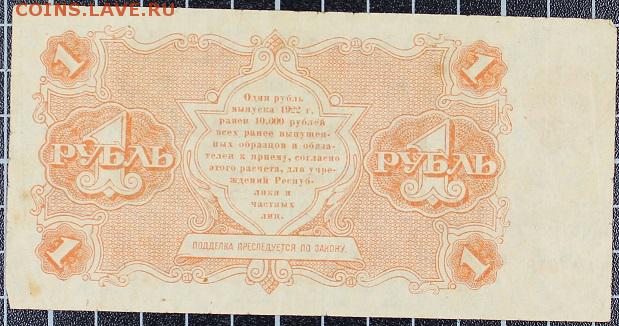 COINS.LAVE.RU
1
1
Один рубль
выпуска 1922 г.
равен 10,000 рублей
всех ранее выпущен-
ных образцов и обяза-
телен к приему, согласно
этого расчета, для учре-
ждений Респуб-
лики и
частных
лиц.
1
РУБЛЬ
1
РУБЛЬ
ПОДДЕЛКА ПРЕСЛЕДУЕТСЯ ПО ЗАКОНУ.
1
1